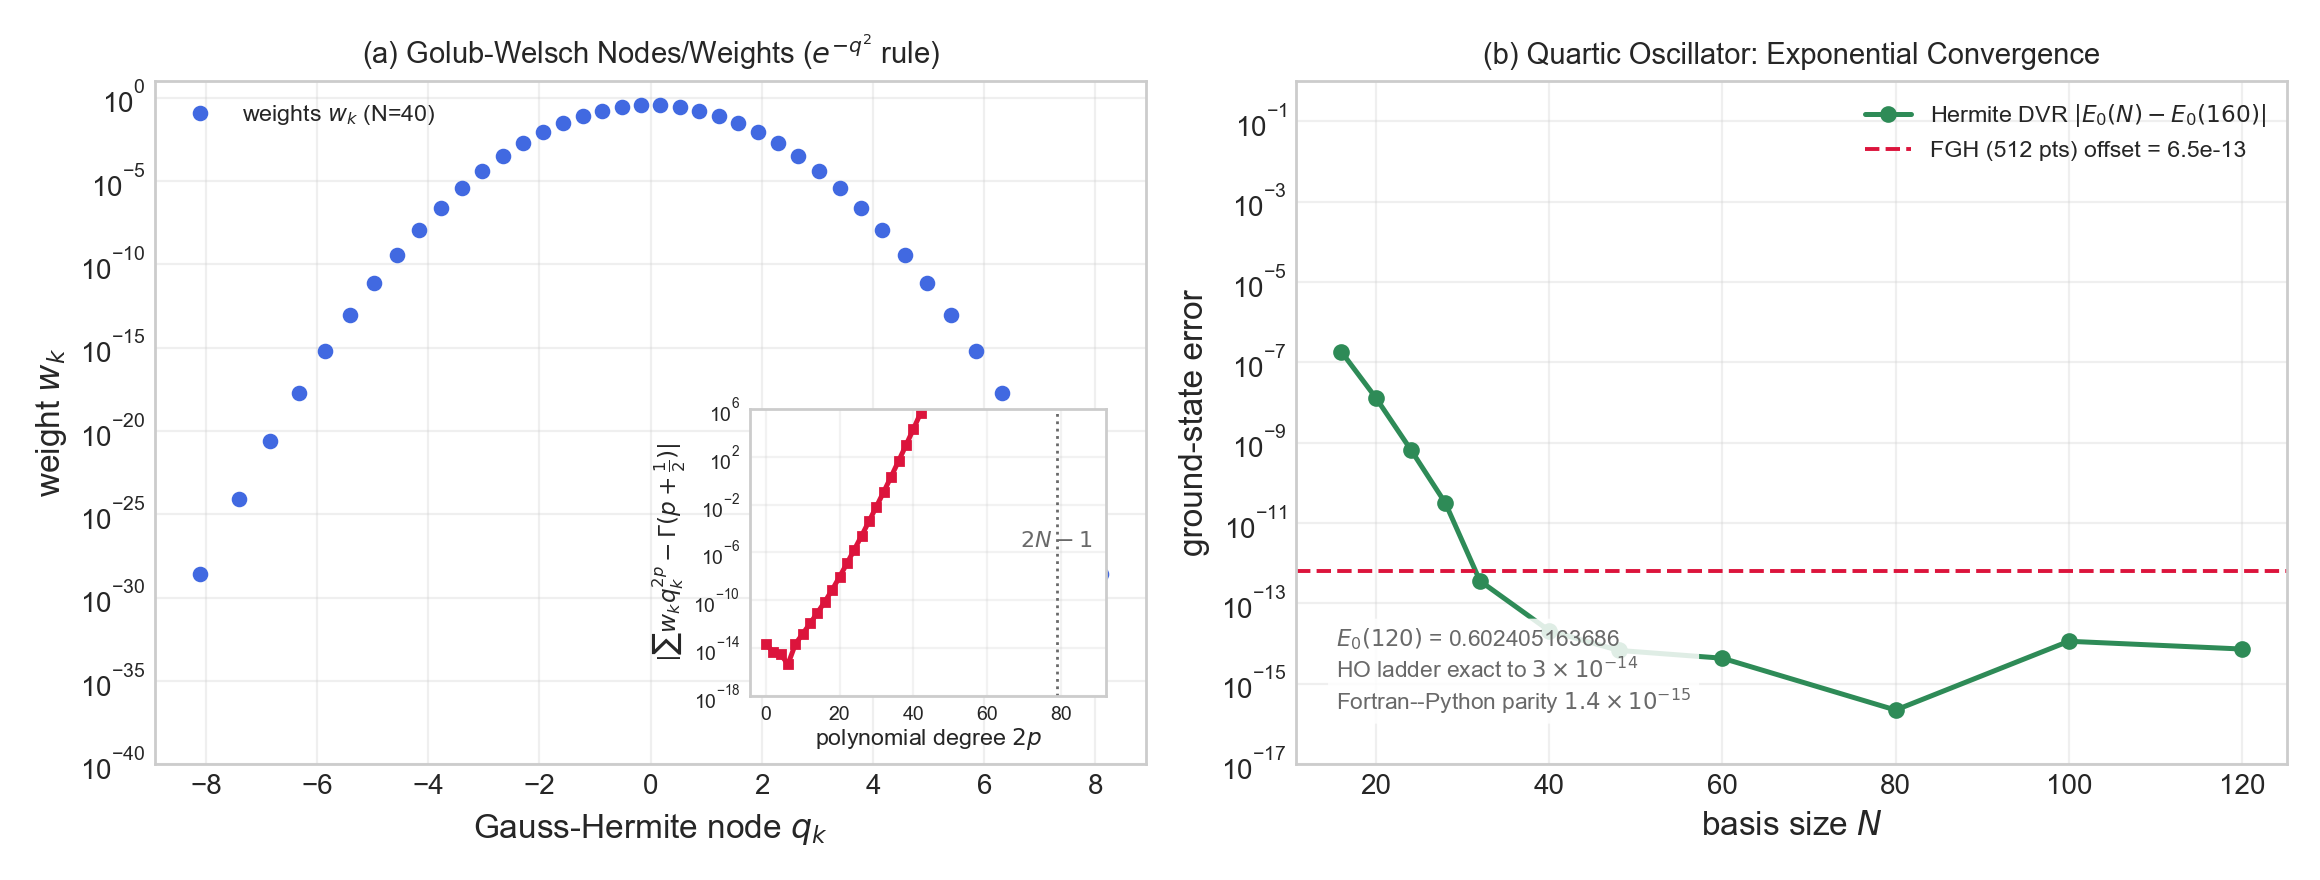 (a) Golub-Welsch Nodes/Weights ($e^{-q^2}$ rule)
weights $w_k$ (N=40)
weight $w_k$
$10^0$
$10^{-5}$
$10^{-10}$
$10^{-15}$
$10^{-20}$
$10^{-25}$
$10^{-30}$
$10^{-35}$
$10^{-40}$
−8 −6 −4 −2 0 2 4 6 8
Gauss-Hermite node $q_k$
$|\sum w_k q_k^{2p} - \Gamma(p + \frac{1}{2})|$
$10^6$
$10^2$
$10^{-2}$
$10^{-6}$
$10^{-10}$
$10^{-14}$
$10^{-18}$
$2N - 1$
0 20 40 60 80
polynomial degree $2p$
(b) Quartic Oscillator: Exponential Convergence
Hermite DVR $|E_0(N) - E_0(160)|$
FGH (512 pts) offset = 6.5e-13
ground-state error
$10^{-1}$
$10^{-3}$
$10^{-5}$
$10^{-7}$
$10^{-9}$
$10^{-11}$
$10^{-13}$
$10^{-15}$
$10^{-17}$
$E_0(120)$ = 0.602405163686
HO ladder exact to $3 \times 10^{-14}$
Fortran--Python parity $1.4 \times 10^{-15}$
20 40 60 80 100 120
basis size $N$